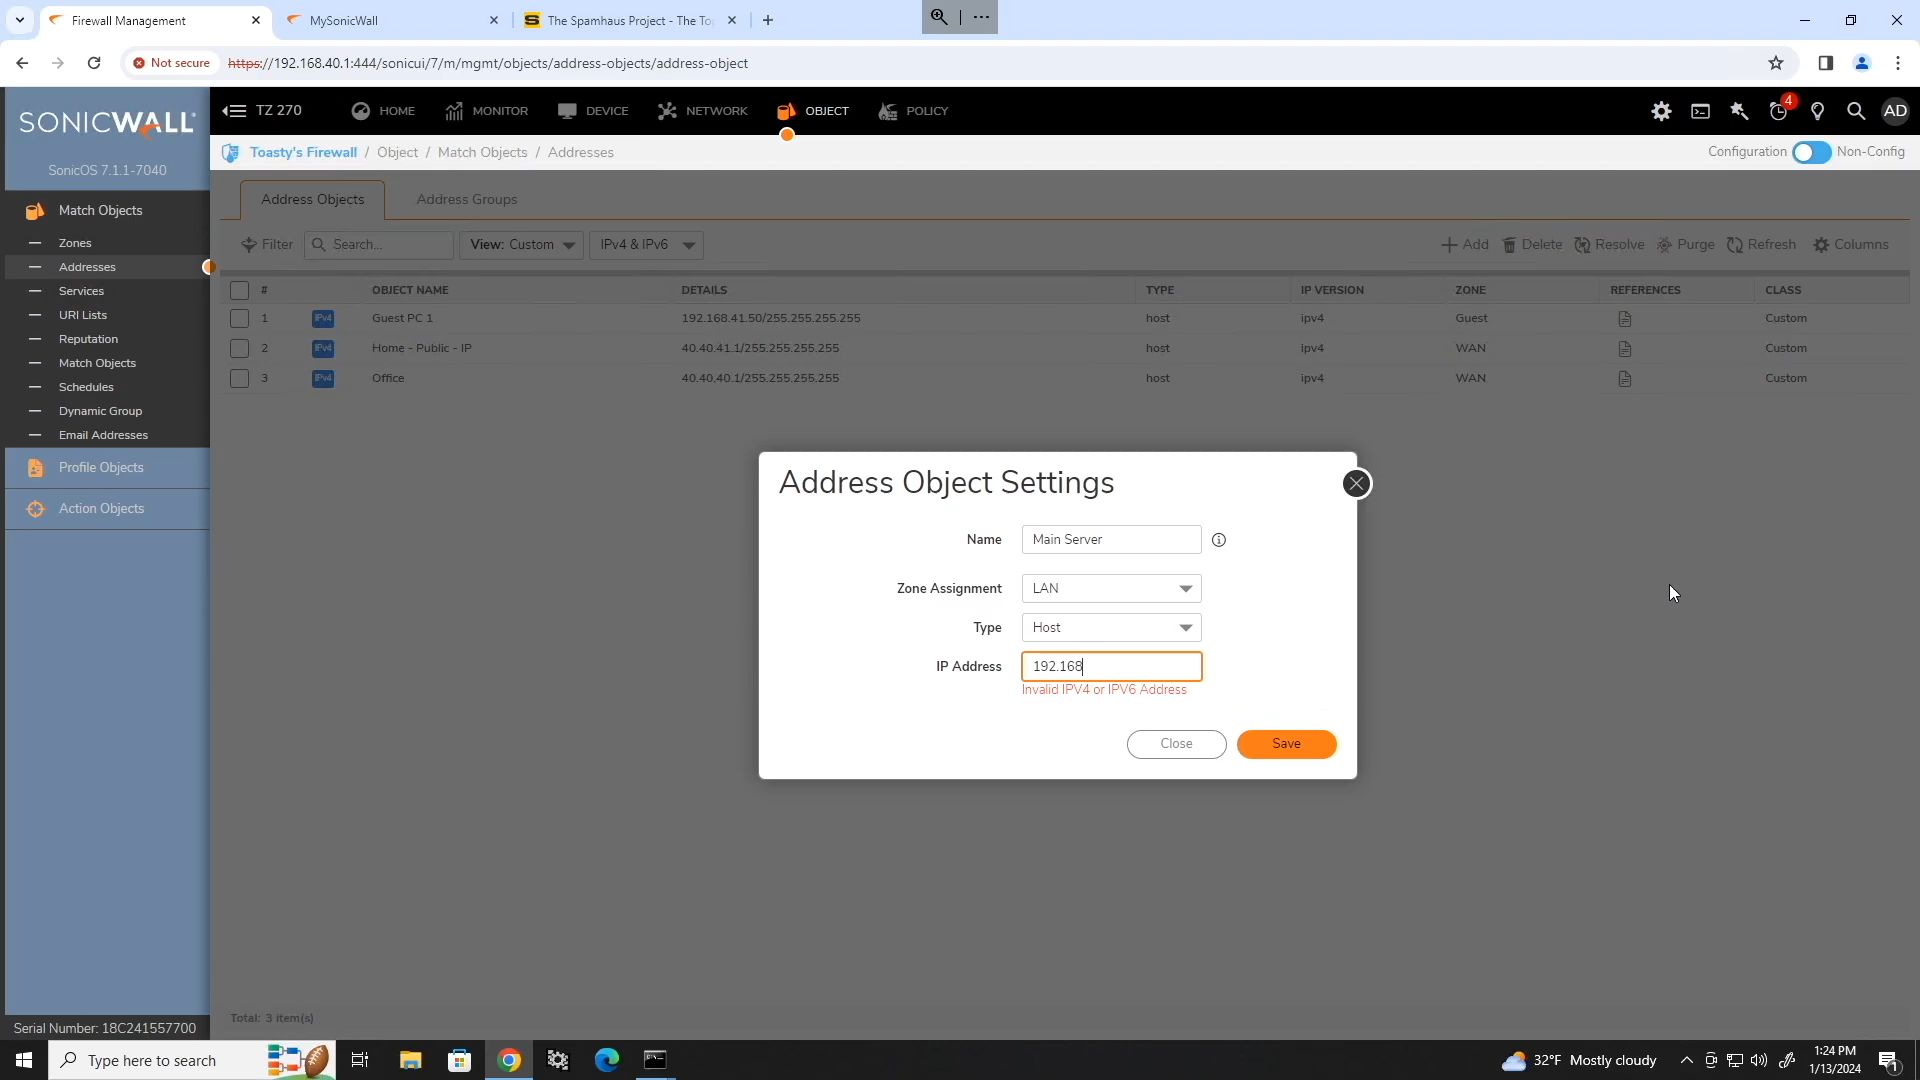 Firewall Management
MySonicWall
The Spamhaus Project - The To
Not secure
https://192.168.40.1:444/sonicui/7/m/mgmt/objects/address-objects/address-object
SONICWALL
SonicOS 7.1.1-7040
TZ 270
HOME
MONITOR
DEVICE
NETWORK
OBJECT
POLICY
4
AD
Toasty's Firewall / Object / Match Objects / Addresses
Configuration
Non-Config
Match Objects
Zones
Addresses
Services
URI Lists
Reputation
Match Objects
Schedules
Dynamic Group
Email Addresses
Profile Objects
Action Objects
Serial Number: 18C241557700
Address Objects
Address Groups
Filter
Search...
View: Custom
IPv4 & IPv6
Add
Delete
Resolve
Purge
Refresh
Columns
# OBJECT NAME DETAILS TYPE IP VERSION ZONE REFERENCES CLASS
1 IPv4 Guest PC 1 192.168.41.50/255.255.255.255 host ipv4 Guest Custom
2 IPv4 Home - Public - IP 40.40.41.1/255.255.255.255 host ipv4 WAN Custom
3 IPv4 Office 40.40.40.1/255.255.255.255 host ipv4 WAN Custom
Address Object Settings
Name Main Server
Zone Assignment LAN
Type Host
IP Address 192.168
Invalid IPV4 or IPV6 Address
Close
Save
Total: 3 item(s)
Type here to search
32°F Mostly cloudy
1:24 PM
1/13/2024
1